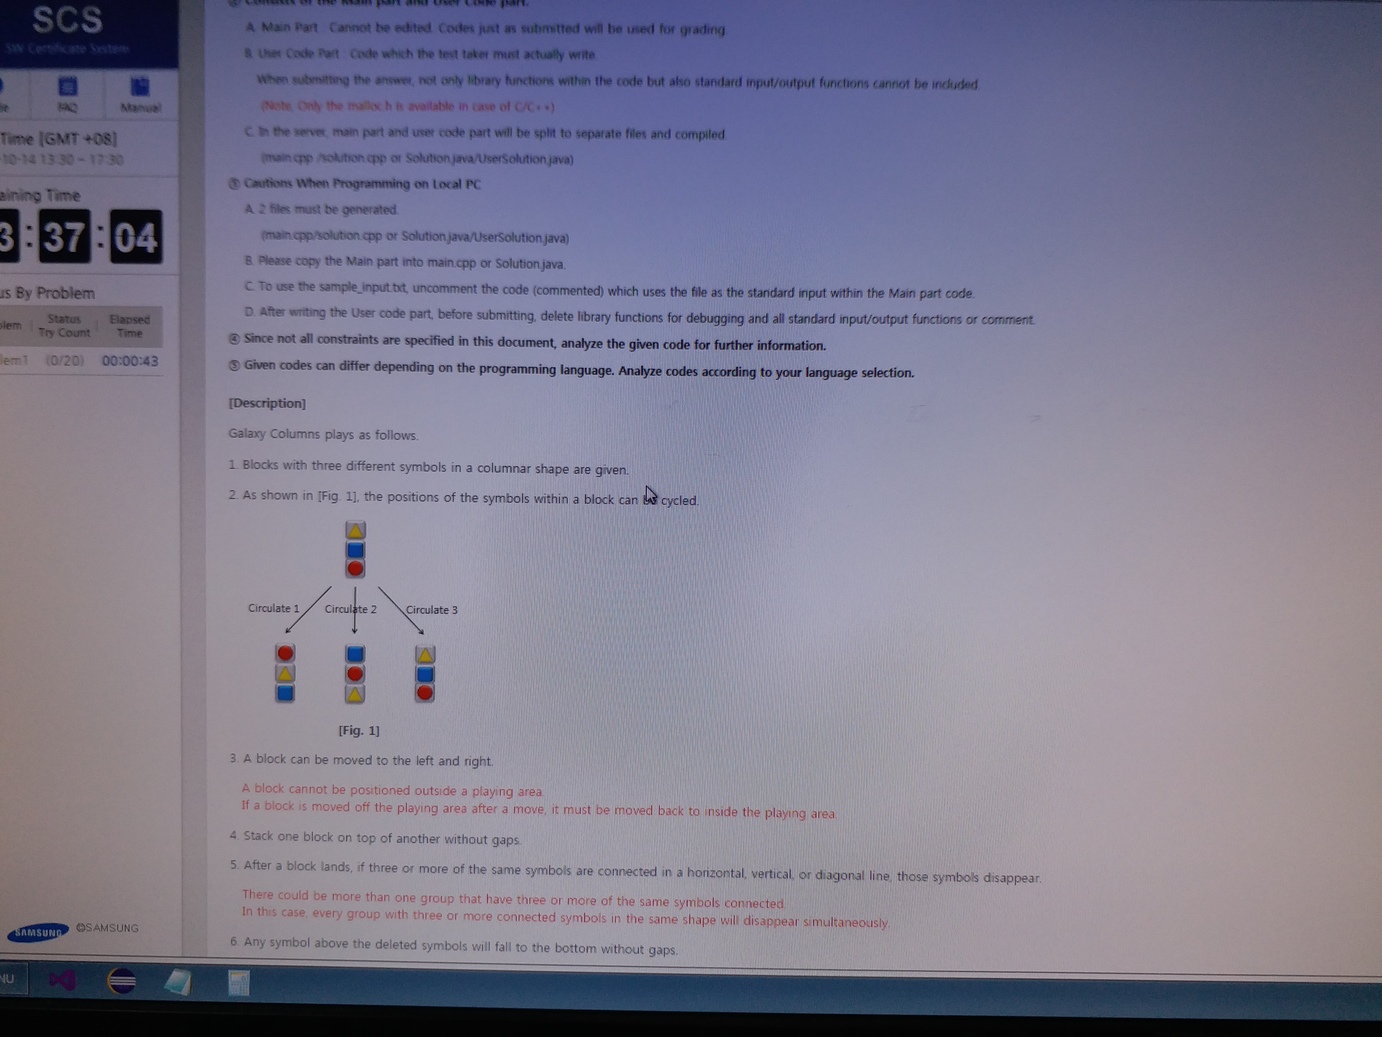 SCS
SW Certificate System
FAQ
Manual
Time [GMT +08]
-10-14 13:30 ~ 17:30
aining Time
3:37:04
us By Problem
lem
Status
Try Count
Elapsed
Time
lem1 (0/20) 00:00:43
② Consists of the Main part and User Code part.
A. Main Part : Cannot be edited. Codes just as submitted will be used for grading.
B. User Code Part : Code which the test taker must actually write.
When submitting the answer, not only library functions within the code but also standard input/output functions cannot be included.
(Note, Only the malloc.h is available in case of C/C++)
C. In the server, main part and user code part will be split to separate files and compiled.
(main.cpp /solution.cpp or Solution.java/UserSolution.java)
③ Cautions When Programming on Local PC
A. 2 files must be generated.
(main.cpp/solution.cpp or Solution.java/UserSolution.java)
B. Please copy the Main part into main.cpp or Solution.java.
C. To use the sample_input.txt, uncomment the code (commented) which uses the file as the standard input within the Main part code.
D. After writing the User code part, before submitting, delete library functions for debugging and all standard input/output functions or comment.
④ Since not all constraints are specified in this document, analyze the given code for further information.
⑤ Given codes can differ depending on the programming language. Analyze codes according to your language selection.
[Description]
Galaxy Columns plays as follows.
1. Blocks with three different symbols in a columnar shape are given.
2. As shown in [Fig. 1], the positions of the symbols within a block can be cycled.
Circulate 1 Circulate 2 Circulate 3
[Fig. 1]
3. A block can be moved to the left and right.
A block cannot be positioned outside a playing area.
If a block is moved off the playing area after a move, it must be moved back to inside the playing area.
4. Stack one block on top of another without gaps.
5. After a block lands, if three or more of the same symbols are connected in a horizontal, vertical, or diagonal line, those symbols disappear.
There could be more than one group that have three or more of the same symbols connected.
In this case, every group with three or more connected symbols in the same shape will disappear simultaneously.
6. Any symbol above the deleted symbols will fall to the bottom without gaps.
SAMSUNG ©SAMSUNG
NU